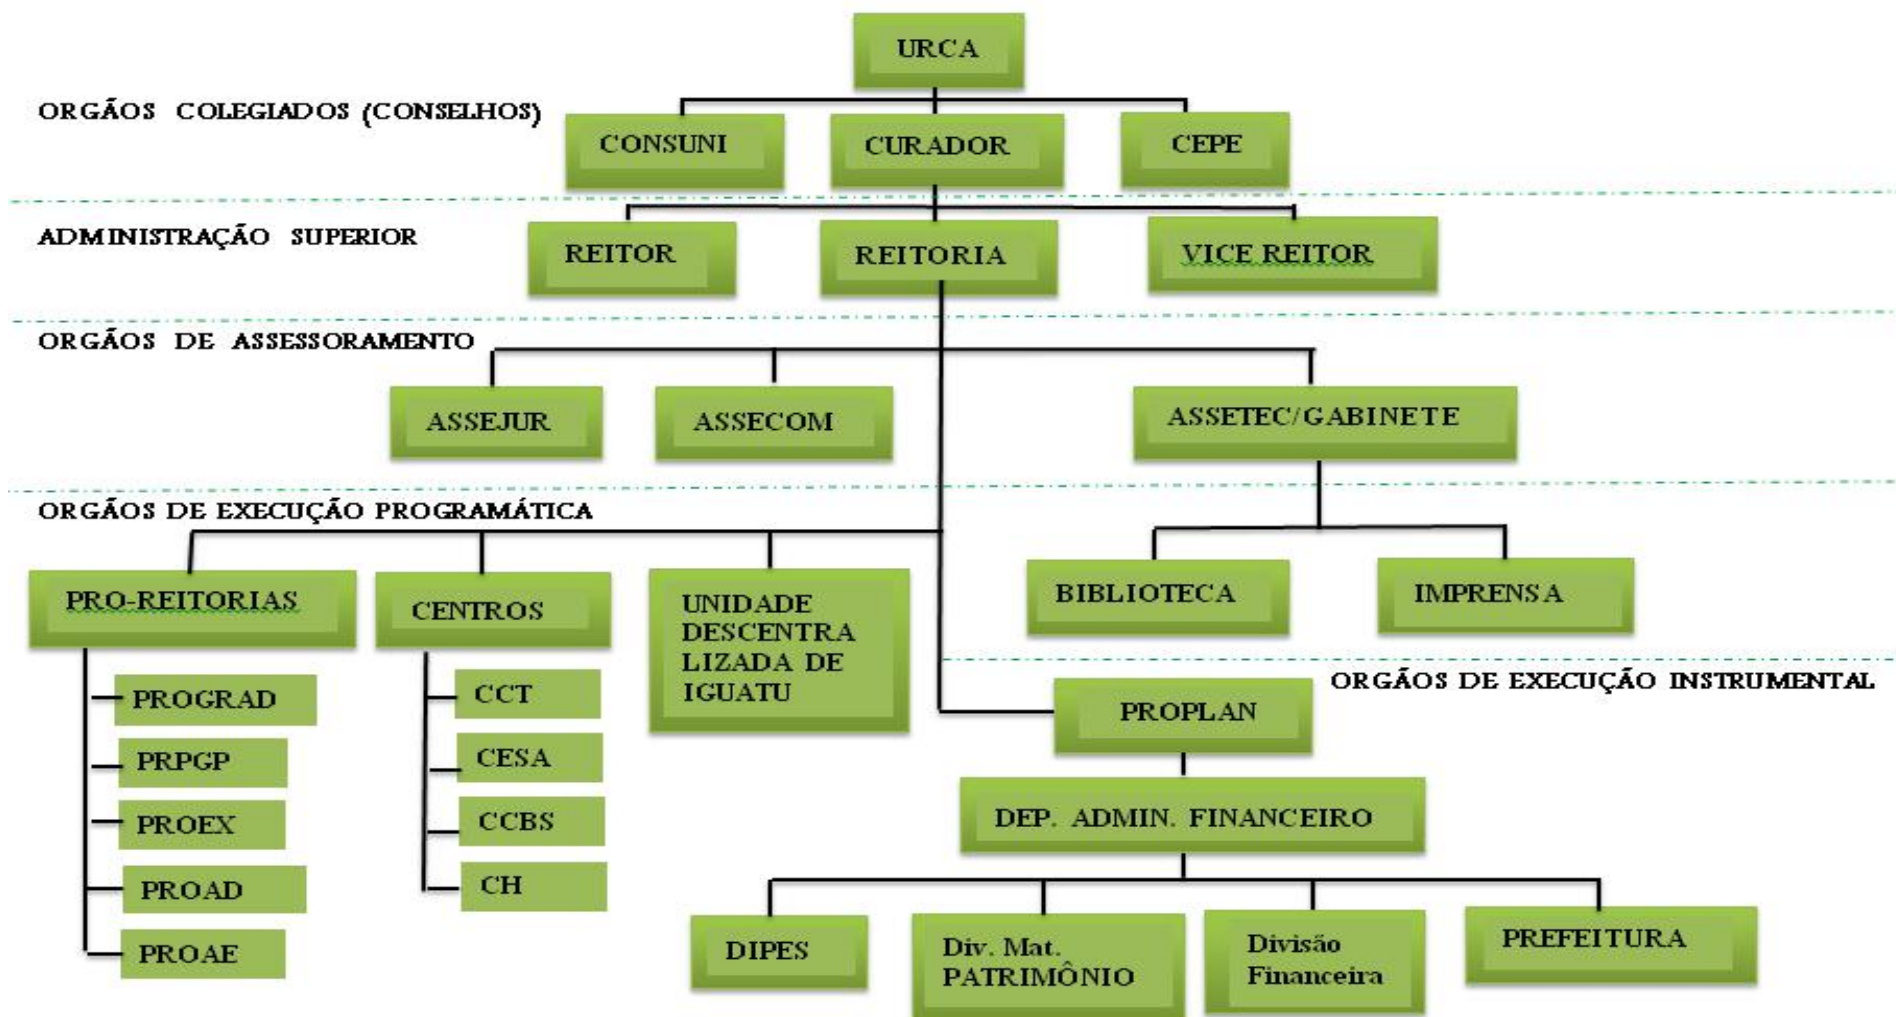 URCA
ORGÃOS COLEGIADOS (CONSELHOS)
CONSUNI
CURADOR
CEPE
ADMINISTRAÇÃO SUPERIOR
REITOR
REITORIA
VICE REITOR
ORGÃOS DE ASSESSORAMENTO
ASSEJUR
ASSECOM
ASSETEC/GABINETE
ORGÃOS DE EXECUÇÃO PROGRAMÁTICA
PRO-REITORIAS
CENTROS
UNIDADE
DESCENTRA
LIZADA DE
IGUATU
BIBLIOTECA
IMPRENSA
PROGRAD
PRPGP
PROEX
PROAD
PROAE
CCT
CESA
CCBS
CH
ORGÃOS DE EXECUÇÃO INSTRUMENTAL
PROPLAN
DEP. ADMIN. FINANCEIRO
DIPES
Div. Mat.
PATRIMÔNIO
Divisão
Financeira
PREFEITURA